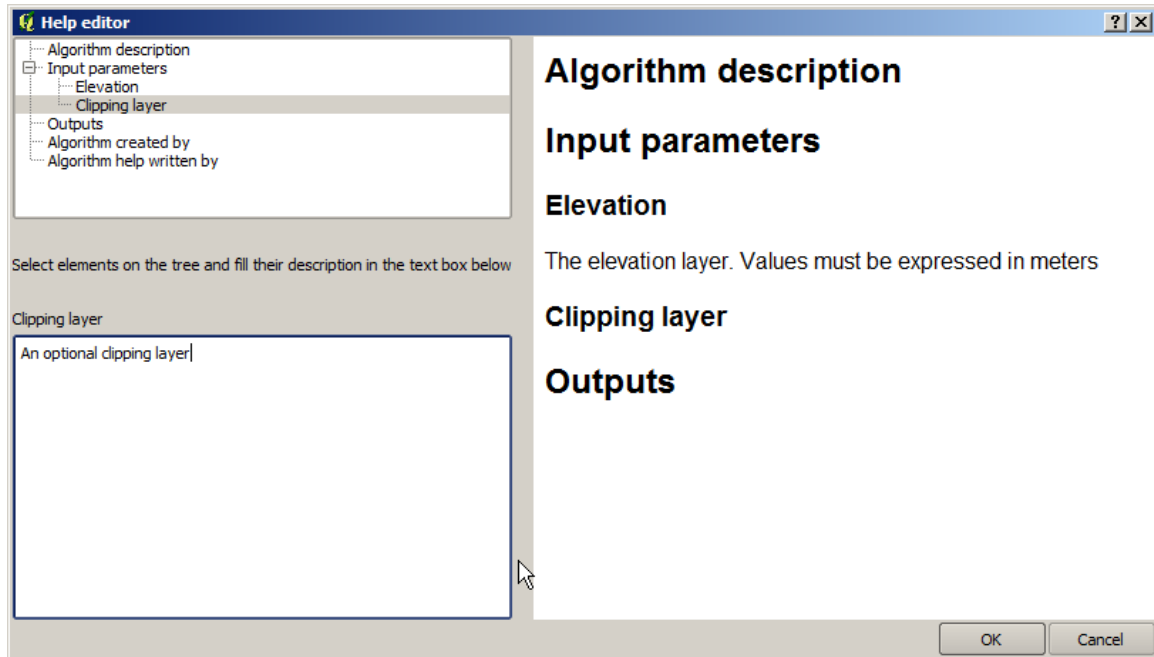 Help editor
Algorithm description
Input parameters
Elevation
Clipping layer
Outputs
Algorithm created by
Algorithm help written by
Select elements on the tree and fill their description in the text box below
Clipping layer
An optional clipping layer
Algorithm description
Input parameters
Elevation
The elevation layer. Values must be expressed in meters
Clipping layer
Outputs
OK
Cancel